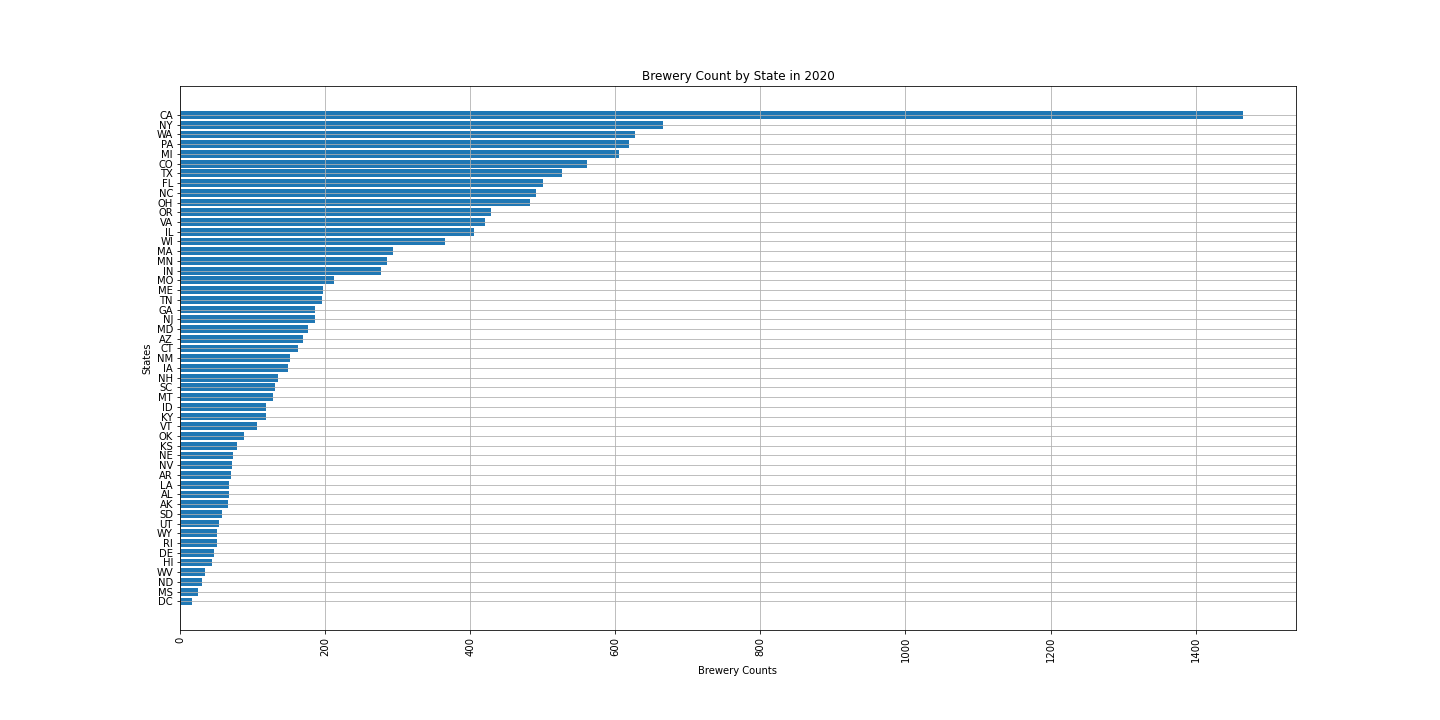 Brewery Count by State in 2020
CA
NY
WA
PA
MI
CO
TX
FL
NC
OH
OR
VA
IL
WI
MA
MN
IN
MO
ME
TN
GA
NJ
MD
AZ
CT
NM
IA
NH
SC
MT
ID
KY
VT
OK
KS
NE
NV
AR
LA
AL
AK
SD
UT
WY
RI
DE
HI
WV
ND
MS
DC
States
0 200 400 600 800 1000 1200 1400
Brewery Counts